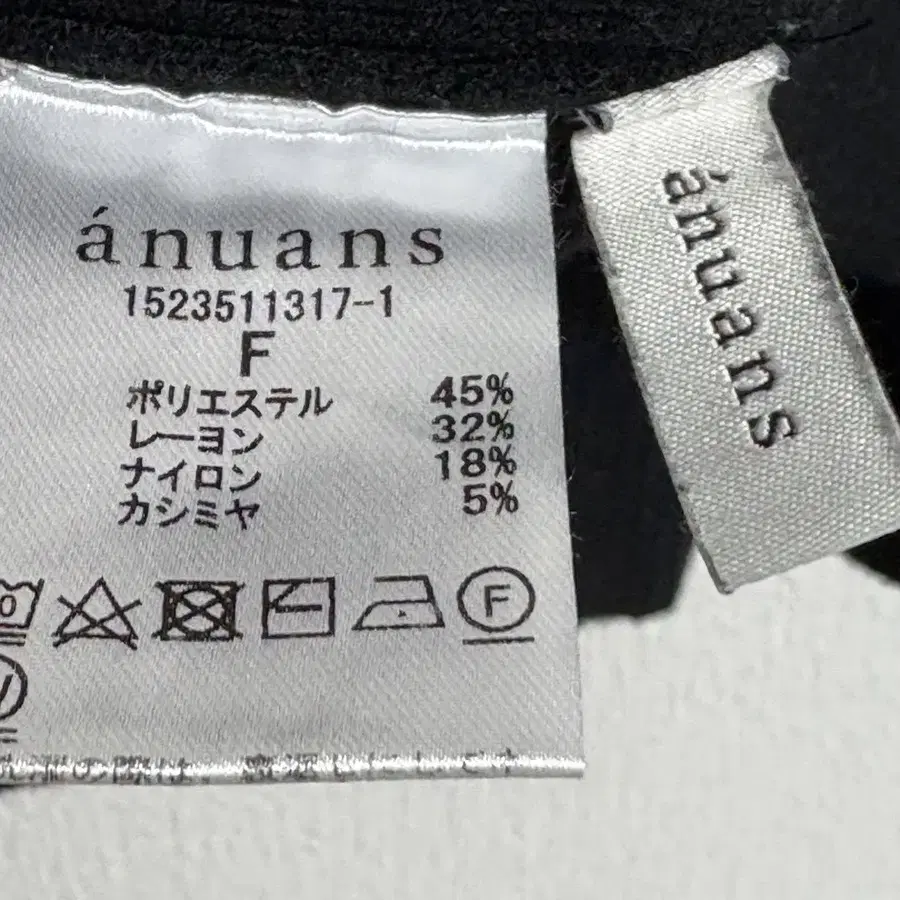 ánuans
1523511317-1
F
ポリエステル 45%
レーヨン 32%
ナイロン 18%
カシミヤ 5%
F
ánuans